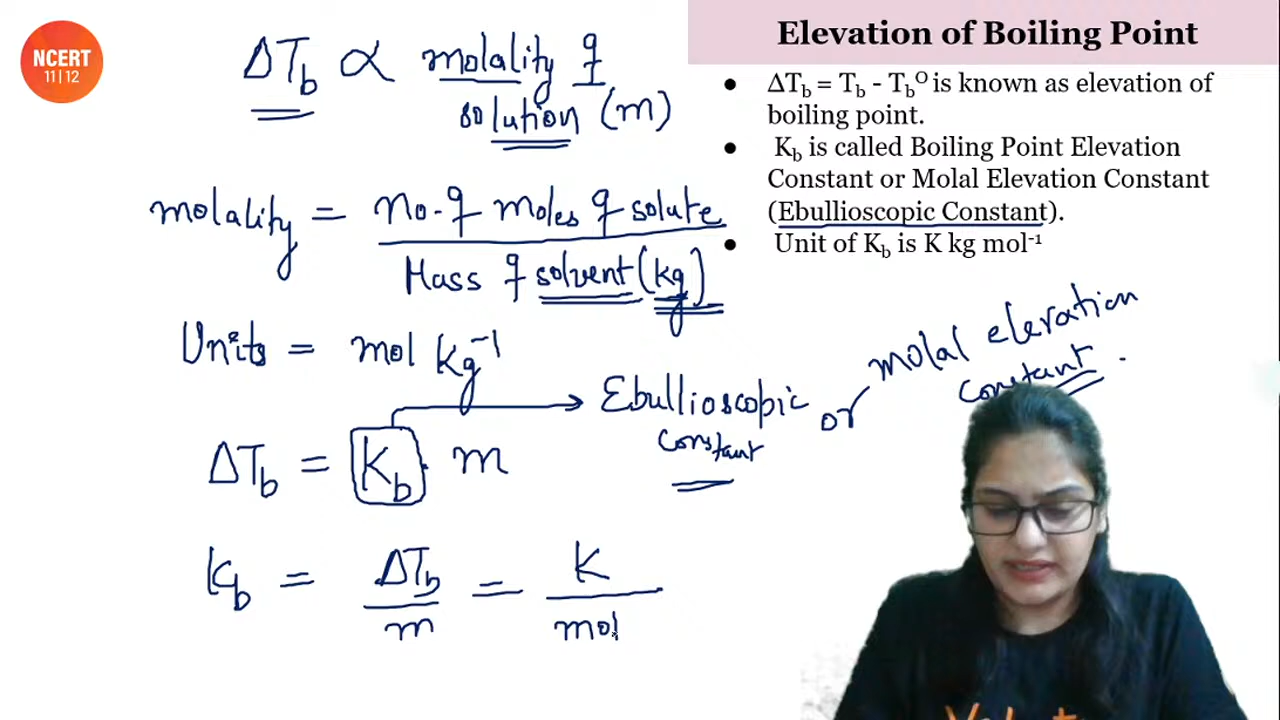 NCERT
11 | 12
ΔTb ∝ molality of
solution (m)
molality = No. of moles of solute
Mass of solvent (kg)
Units = mol kg⁻¹
Ebullioscopic
constant
or molal elevation
constant.
ΔTb = Kb . m
Kb = ΔTb / m = K / mol
Elevation of Boiling Point
● ΔTb = Tb - TbO is known as elevation of
boiling point.
● Kb is called Boiling Point Elevation
Constant or Molal Elevation Constant
(Ebullioscopic Constant).
● Unit of Kb is K kg mol-1